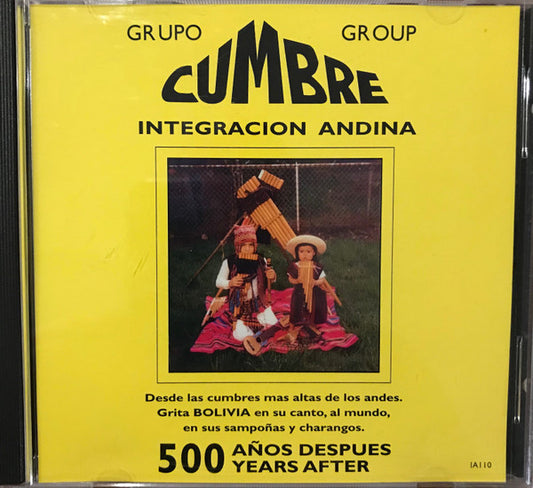 GRUPO GROUP
CUMBRE
INTEGRACION ANDINA
Desde las cumbres mas altas de los andes.
Grita BOLIVIA en su canto, al mundo,
en sus sampoñas y charangos.
500 AÑOS DESPUES
YEARS AFTER
IA110